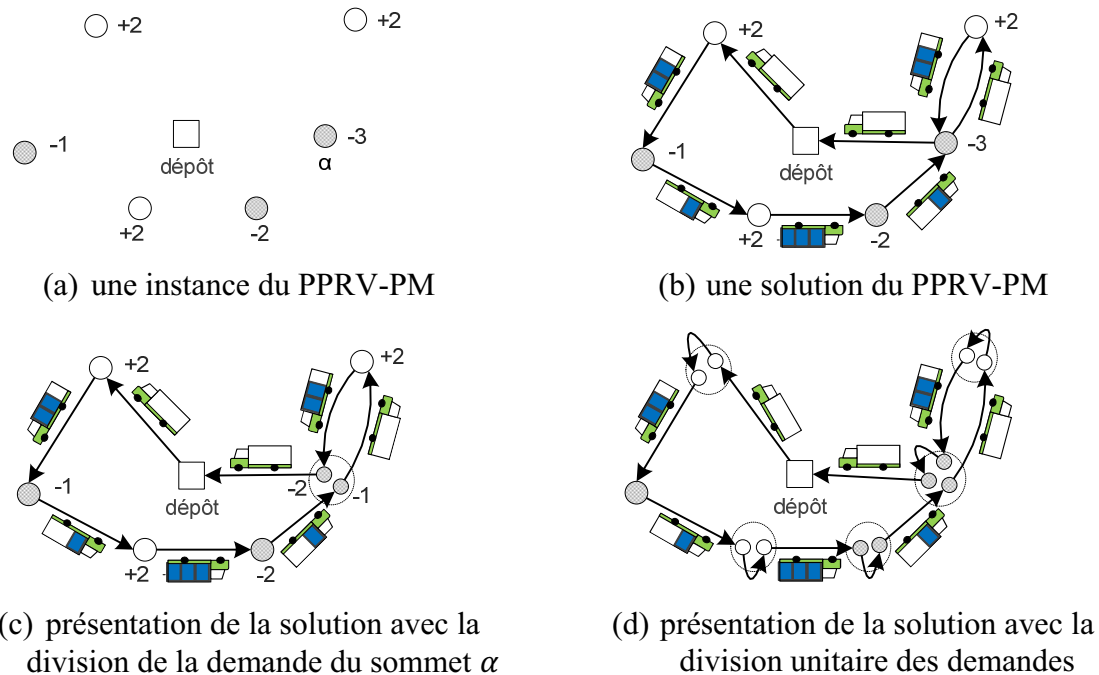 +2
+2
-1
dépôt
-3
α
+2
-2
(a) une instance du PPRV-PM
+2
+2
-1
dépôt
-3
+2
-2
(b) une solution du PPRV-PM
+2
+2
-1
dépôt
-2
-1
+2
-2
(c) présentation de la solution avec la
division de la demande du sommet α
dépôt
(d) présentation de la solution avec la
division unitaire des demandes